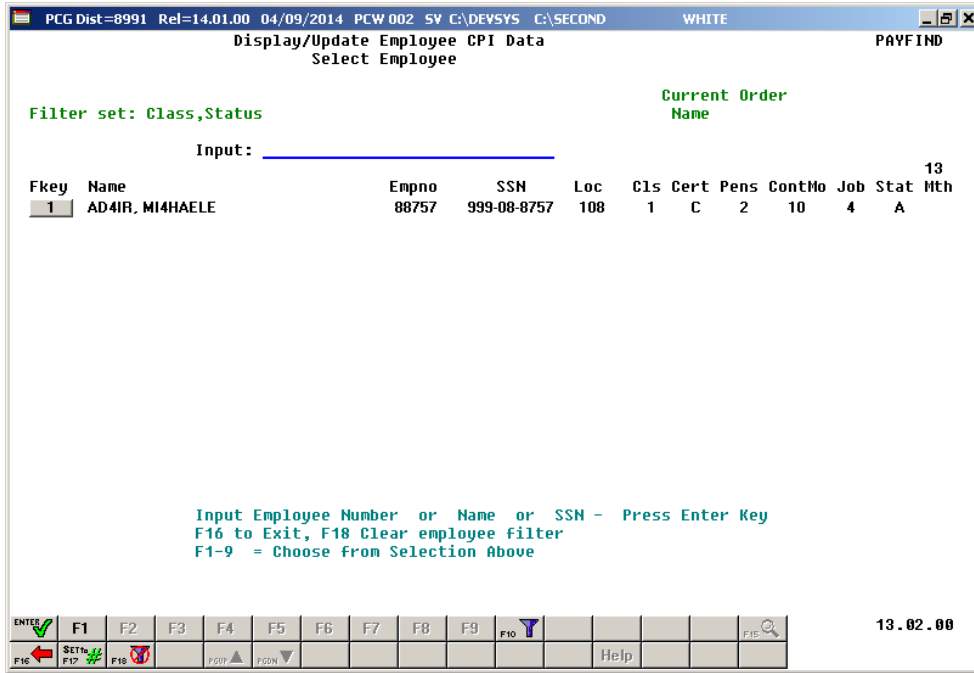 PCG Dist=8991 Rel=14.01.00 04/09/2014 PCW 002 SV C:\DEVSYS C:\SECOND WHITE
Display/Update Employee CPI Data PAYFIND
Select Employee
Current Order
Filter set: Class,Status Name
Input:
13
Fkey Name Empno SSN Loc Cls Cert Pens ContMo Job Stat Mth
1 AD4IR, MI4HAELE 88757 999-08-8757 108 1 C 2 10 4 A
Input Employee Number or Name or SSN - Press Enter Key
F16 to Exit, F18 Clear employee filter
F1-9 = Choose from Selection Above
ENTER F1 F2 F3 F4 F5 F6 F7 F8 F9 F10 F15 13.02.00
F16 SETTo F17 F18 PGUP PGDN Help